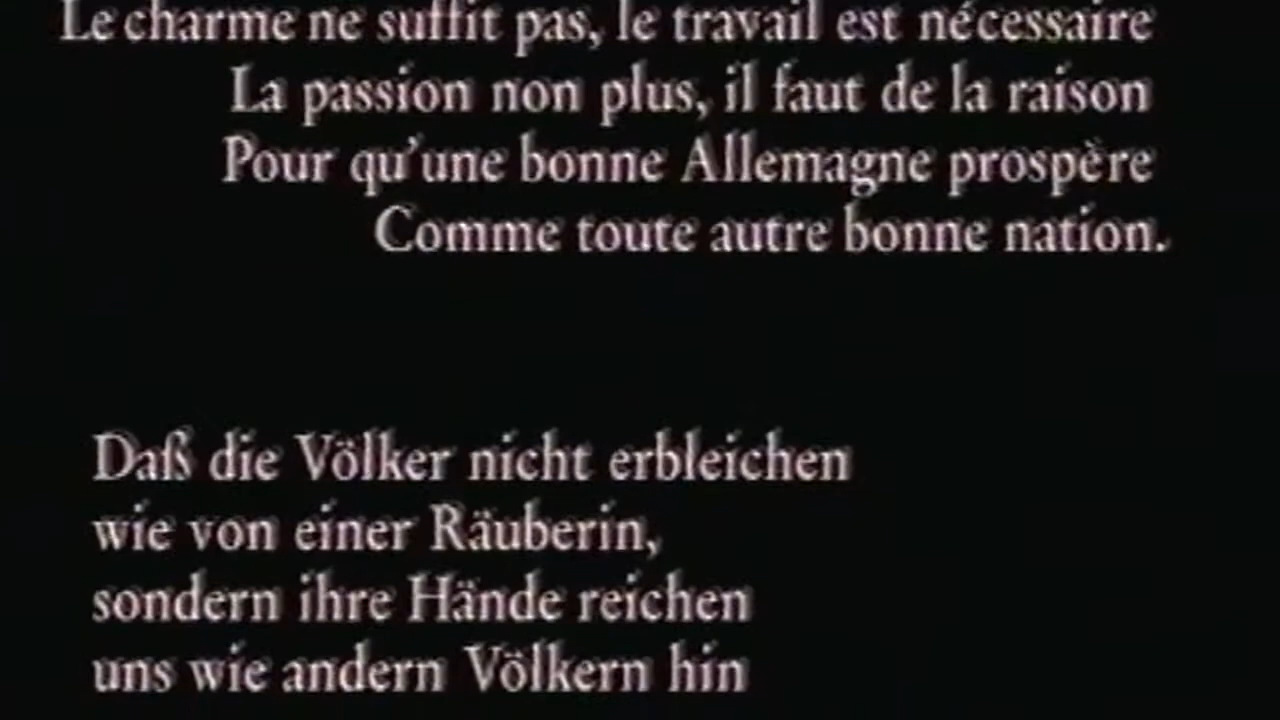 Le charme ne suffit pas, le travail est nécessaire
La passion non plus, il faut de la raison
Pour qu'une bonne Allemagne prospère
Comme toute autre bonne nation.
Daß die Völker nicht erbleichen
wie von einer Räuberin,
sondern ihre Hände reichen
uns wie andern Völkern hin